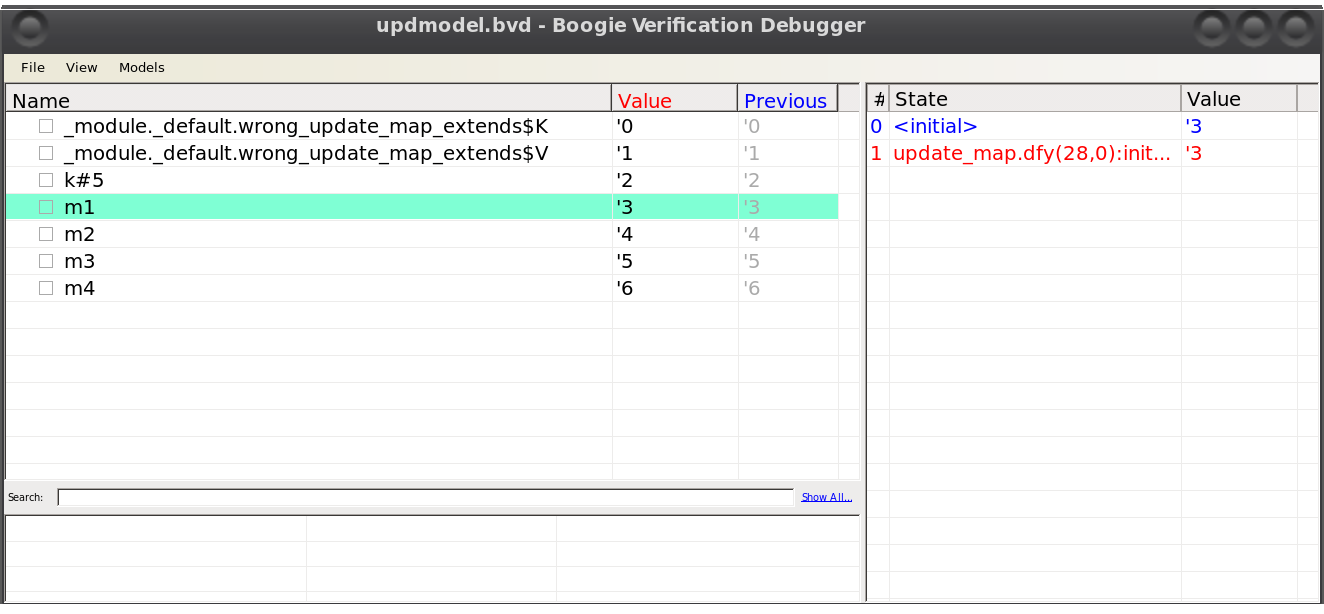 updmodel.bvd - Boogie Verification Debugger
File View Models
Name Value Previous # State Value
_module._default.wrong_update_map_extends$K '0 '0 0 <initial> '3
_module._default.wrong_update_map_extends$V '1 '1 1 update_map.dfy(28,0):init... '3
k#5 '2 '2
m1 '3 '3
m2 '4 '4
m3 '5 '5
m4 '6 '6
Search: Show All...